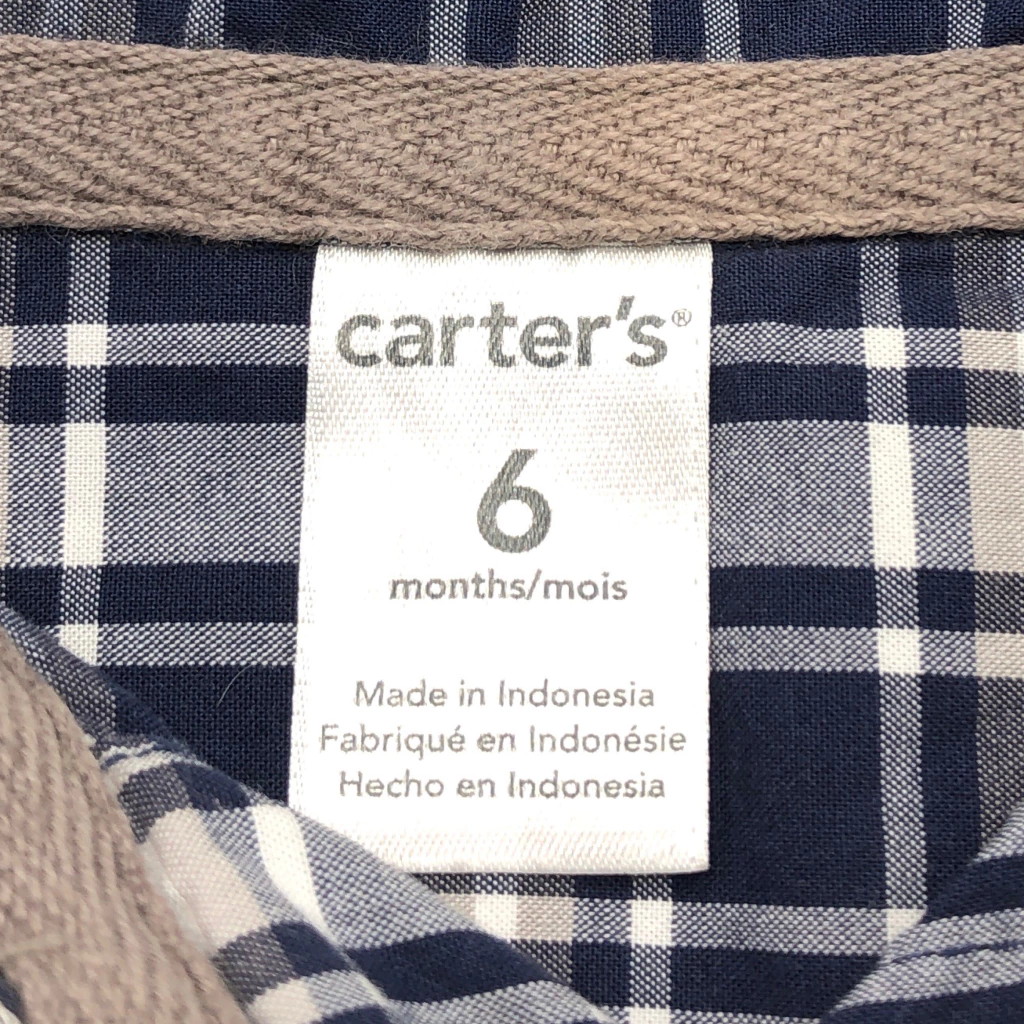 carter's®
6
months/mois
Made in Indonesia
Fabriqué en Indonésie
Hecho en Indonesia